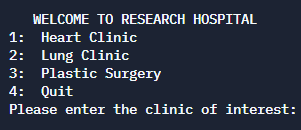 WELCOME TO RESEARCH HOSPITAL
1:  Heart Clinic
2:  Lung Clinic
3:  Plastic Surgery
4:  Quit
Please enter the clinic of interest: